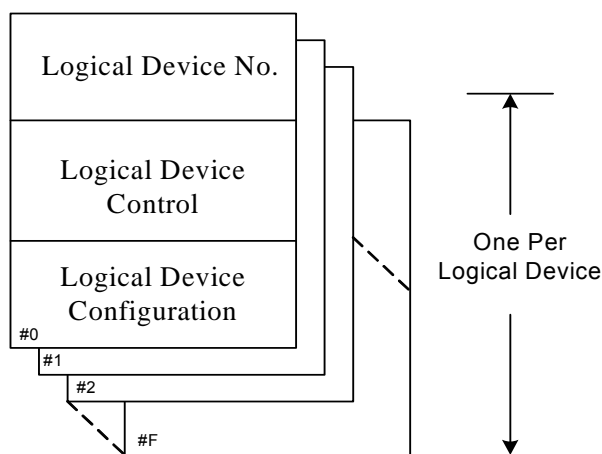 Logical Device No.
Logical Device
Control
Logical Device
Configuration
#0
#1
#2
#F
One Per
Logical Device